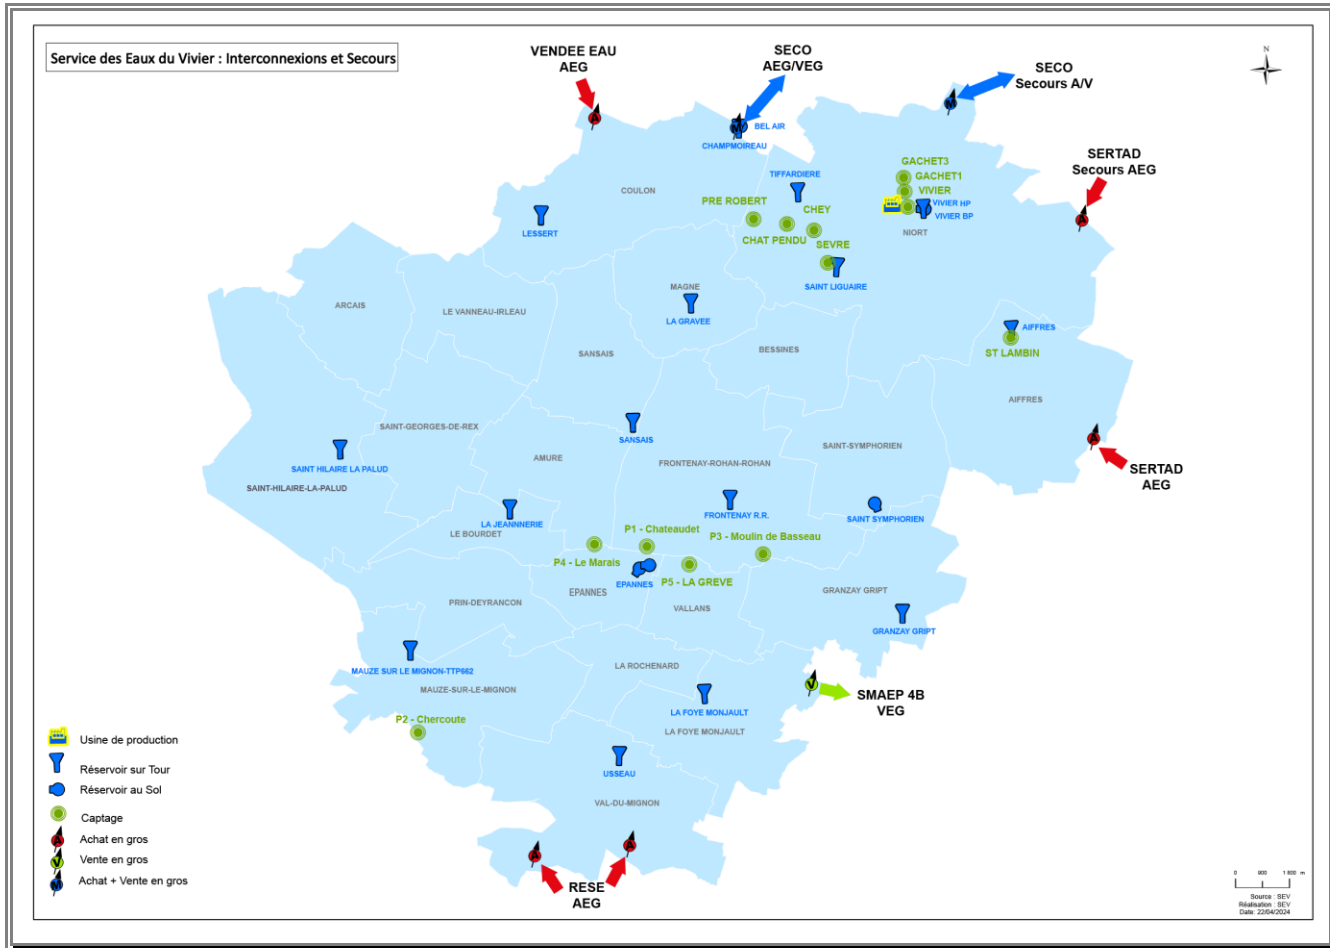 Service des Eaux du Vivier : Interconnexions et Secours
VENDEE EAU
AEG
SECO
AEG/VEG
SECO
Secours A/V
N
SERTAD
Secours AEG
A
M
BEL AIR
CHAMPMOIREAU
M
A
GACHET3
GACHET1
VIVIER
VIVIER HP
VIVIER BP
NIORT
TIFFARDIERE
COULON
PRE ROBERT
CHEY
CHAT PENDU
SEVRE
LESSERT
SAINT LIGUAIRE
MAGNE
LA GRAVEE
ARCAIS
LE VANNEAU-IRLEAU
SANSAIS
BESSINES
AIFFRES
ST LAMBIN
AIFFRES
SAINT-GEORGES-DE-REX
SANSAIS
SAINT-SYMPHORIEN
A
SERTAD
AEG
AMURE
FRONTENAY-ROHAN-ROHAN
SAINT HILAIRE LA PALUD
SAINT-HILAIRE-LA-PALUD
LA JEANNNERIE
LE BOURDET
FRONTENAY R.R.
SAINT SYMPHORIEN
P1 - Chateaudet
P3 - Moulin de Basseau
P4 - Le Marais
EPANNES
P5 - LA GREVE
EPANNES
VALLANS
GRANZAY GRIPT
PRIN-DEYRANCON
GRANZAY GRIPT
MAUZE SUR LE MIGNON-TTP662
LA ROCHENARD
MAUZE-SUR-LE-MIGNON
V
SMAEP 4B
VEG
LA FOYE MONJAULT
LA FOYE MONJAULT
P2 - Chercoute
USSEAU
VAL-DU-MIGNON
A
A
RESE
AEG
Usine de production
Réservoir sur Tour
Réservoir au Sol
Captage
A
Achat en gros
V
Vente en gros
M
Achat + Vente en gros
0 900 1 800 m
Source : SEV
Réalisation : SEV
Date: 22/04/2024